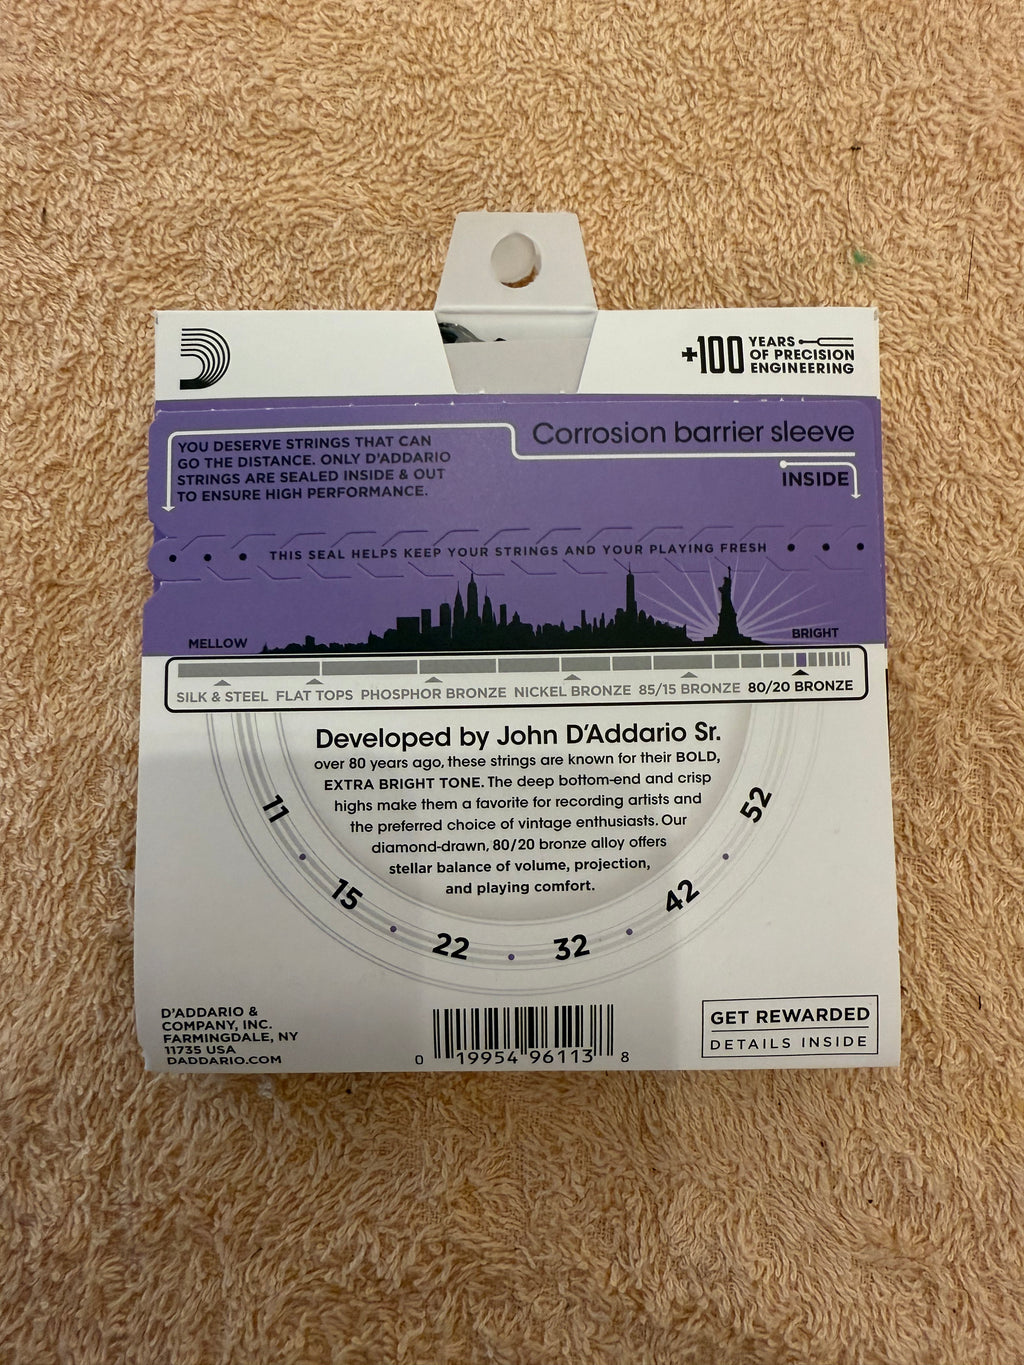 +100 YEARS
OF PRECISION
ENGINEERING
YOU DESERVE STRINGS THAT CAN
GO THE DISTANCE. ONLY D'ADDARIO
STRINGS ARE SEALED INSIDE & OUT
TO ENSURE HIGH PERFORMANCE.
Corrosion barrier sleeve
INSIDE
THIS SEAL HELPS KEEP YOUR STRINGS AND YOUR PLAYING FRESH
MELLOW
BRIGHT
SILK & STEEL FLAT TOPS PHOSPHOR BRONZE NICKEL BRONZE 85/15 BRONZE 80/20 BRONZE
Developed by John D'Addario Sr.
over 80 years ago, these strings are known for their BOLD,
EXTRA BRIGHT TONE. The deep bottom-end and crisp
highs make them a favorite for recording artists and
the preferred choice of vintage enthusiasts. Our
diamond-drawn, 80/20 bronze alloy offers
stellar balance of volume, projection,
and playing comfort.
11 • 15 • 22 • 32 • 42 • 52
D'ADDARIO &
COMPANY, INC.
FARMINGDALE, NY
11735 USA
DADDARIO.COM
0 19954 96113 8
GET REWARDED
DETAILS INSIDE